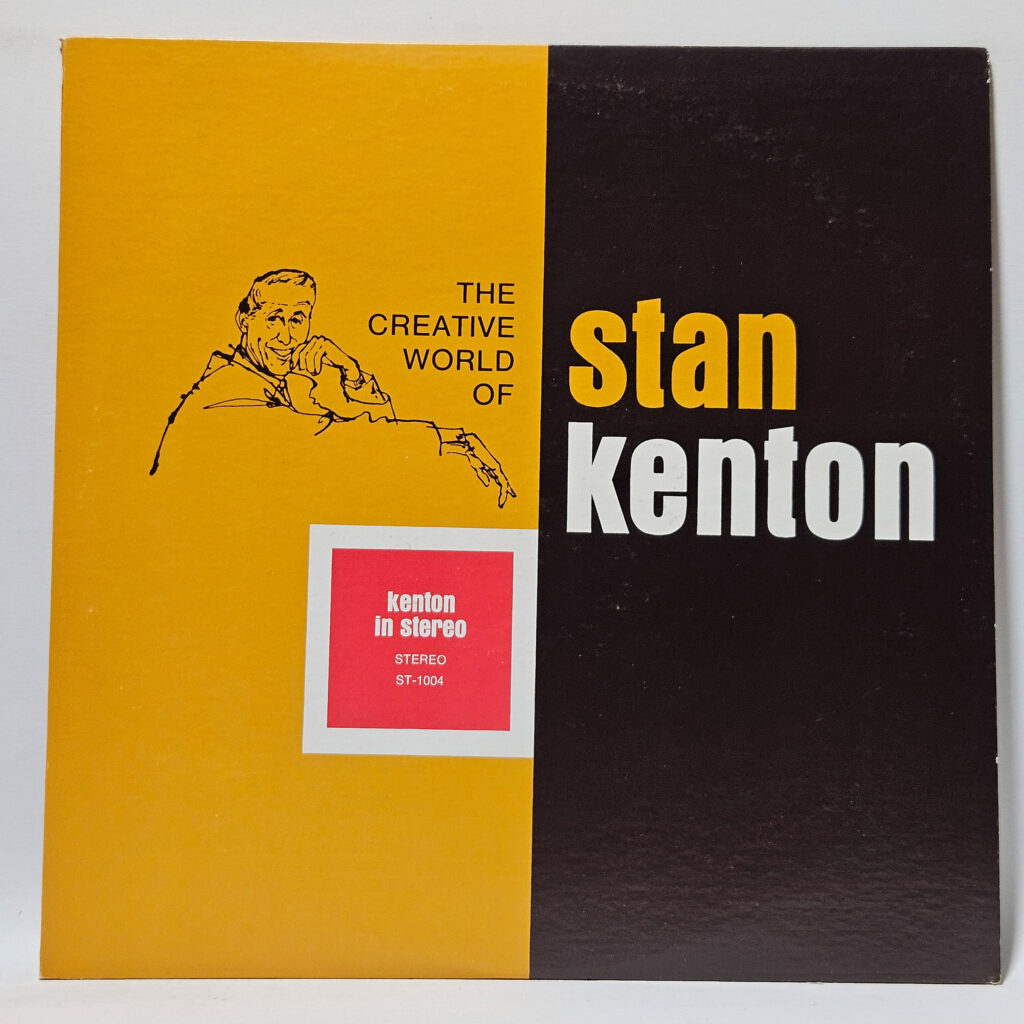 THE
CREATIVE
WORLD
OF
stan
kenton
kenton
in stereo
STEREO
ST-1004